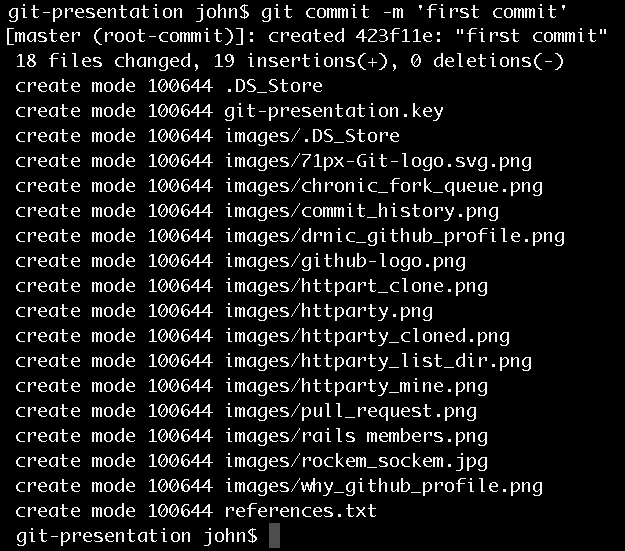 git-presentation john$ git commit -m 'first commit'
[master (root-commit)]: created 423f11e: "first commit"
18 files changed, 19 insertions(+), 0 deletions(-)
create mode 100644 .DS_Store
create mode 100644 git-presentation.key
create mode 100644 images/.DS_Store
create mode 100644 images/71px-Git-logo.svg.png
create mode 100644 images/chronic_fork_queue.png
create mode 100644 images/commit_history.png
create mode 100644 images/drnic_github_profile.png
create mode 100644 images/github-logo.png
create mode 100644 images/httpart_clone.png
create mode 100644 images/httparty.png
create mode 100644 images/httparty_cloned.png
create mode 100644 images/httparty_list_dir.png
create mode 100644 images/httparty_mine.png
create mode 100644 images/pull_request.png
create mode 100644 images/rails members.png
create mode 100644 images/rockem_sockem.jpg
create mode 100644 images/why_github_profile.png
create mode 100644 references.txt
git-presentation john$